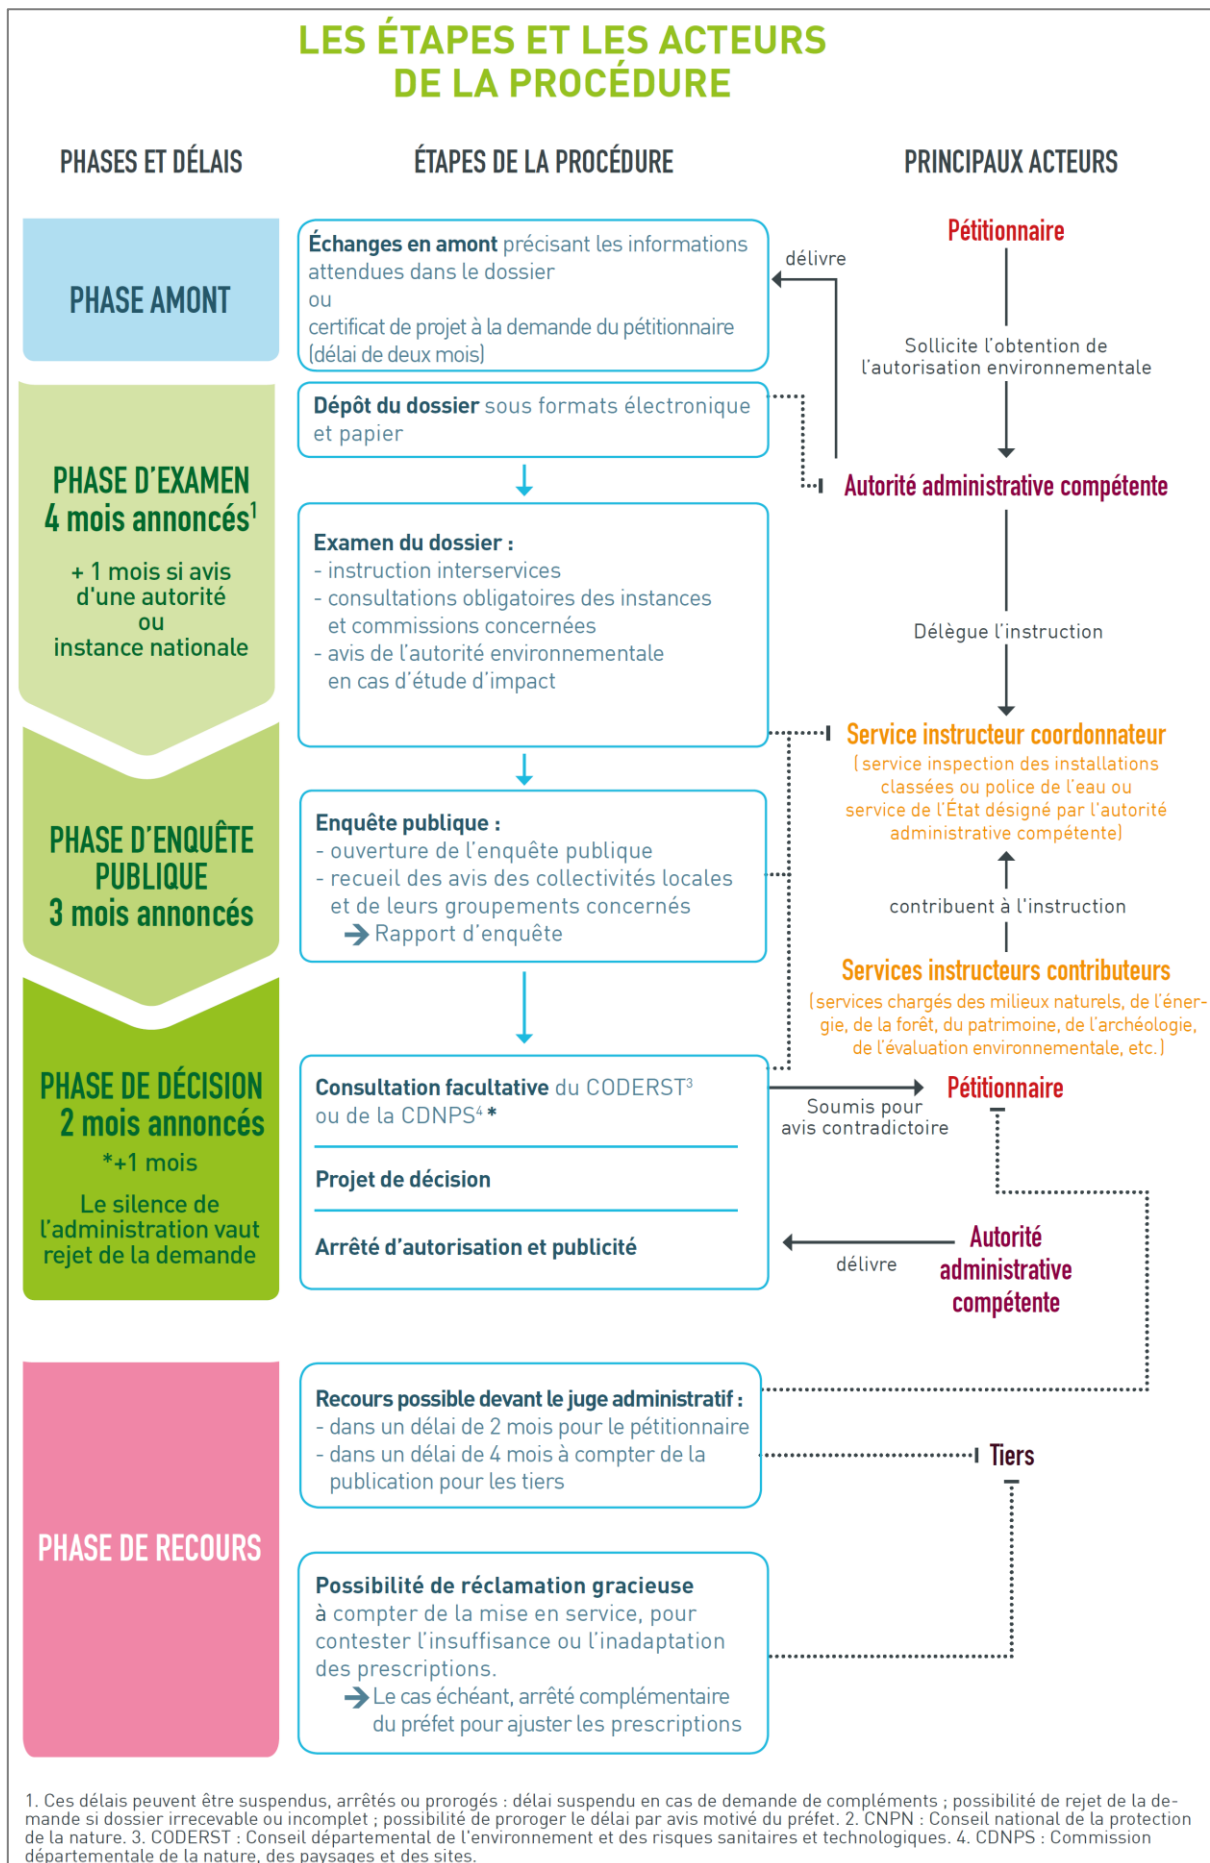 LES ÉTAPES ET LES ACTEURS
DE LA PROCÉDURE
PHASES ET DÉLAIS
ÉTAPES DE LA PROCÉDURE
PRINCIPAUX ACTEURS
PHASE AMONT
Échanges en amont précisant les informations
attendues dans le dossier
ou
certificat de projet à la demande du pétitionnaire
(délai de deux mois)
délivre
Pétitionnaire
Sollicite l'obtention de
l'autorisation environnementale
PHASE D'EXAMEN
4 mois annoncés1
+ 1 mois si avis
d'une autorité
ou
instance nationale
Dépôt du dossier sous formats électronique
et papier
Autorité administrative compétente
Examen du dossier :
- instruction interservices
- consultations obligatoires des instances
et commissions concernées
- avis de l'autorité environnementale
en cas d'étude d'impact
Délègue l'instruction
Service instructeur coordonnateur
(service inspection des installations
classées ou police de l'eau ou
service de l'État désigné par l'autorité
administrative compétente)
PHASE D'ENQUÊTE
PUBLIQUE
3 mois annoncés
Enquête publique :
- ouverture de l'enquête publique
- recueil des avis des collectivités locales
et de leurs groupements concernés
➔ Rapport d'enquête
contribuent à l'instruction
Services instructeurs contributeurs
(services chargés des milieux naturels, de l'éner-
gie, de la forêt, du patrimoine, de l'archéologie,
de l'évaluation environnementale, etc.)
PHASE DE DÉCISION
2 mois annoncés
*+1 mois
Le silence de
l'administration vaut
rejet de la demande
Consultation facultative du CODERST3
ou de la CDNPS4 *
Projet de décision
Arrêté d'autorisation et publicité
Pétitionnaire
Soumis pour
avis contradictoire
Autorité
administrative
compétente
délivre
PHASE DE RECOURS
Recours possible devant le juge administratif :
- dans un délai de 2 mois pour le pétitionnaire
- dans un délai de 4 mois à compter de la
publication pour les tiers
Tiers
Possibilité de réclamation gracieuse
à compter de la mise en service, pour
contester l'insuffisance ou l'inadaptation
des prescriptions.
➔ Le cas échéant, arrêté complémentaire
du préfet pour ajuster les prescriptions
1. Ces délais peuvent être suspendus, arrêtés ou prorogés : délai suspendu en cas de demande de compléments ; possibilité de rejet de la de-
mande si dossier irrecevable ou incomplet ; possibilité de proroger le délai par avis motivé du préfet. 2. CNPN : Conseil national de la protection
de la nature. 3. CODERST : Conseil départemental de l'environnement et des risques sanitaires et technologiques. 4. CDNPS : Commission
départementale de la nature, des paysages et des sites.